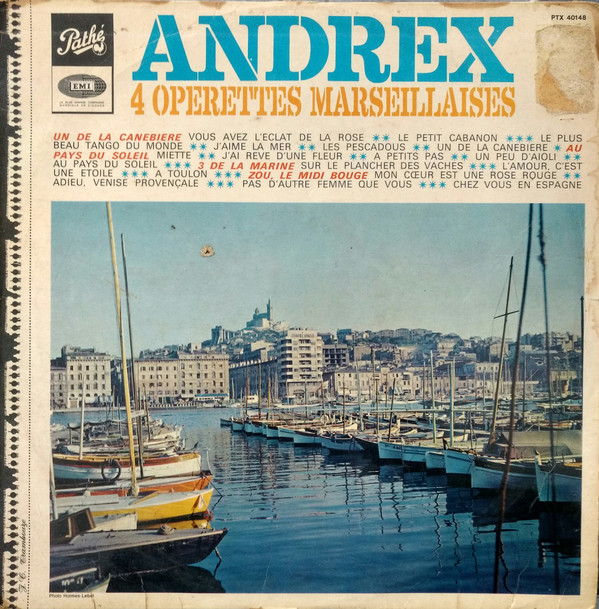 Pathé
EMI
ANDREX
PTX 40148
4 OPERETTES MARSEILLAISES
UN DE LA CANEBIERE VOUS AVEZ L'ECLAT DE LA ROSE ✶✶ LE PETIT CABANON ✶✶✶ LE PLUS
BEAU TANGO DU MONDE ✶✶ J'AIME LA MER ✶✶ LES PESCADOUS ✶✶ UN DE LA CANEBIERE ✶ AU
PAYS DU SOLEIL MIETTE ✶✶ J'AI REVE D'UNE FLEUR ✶✶ A PETITS PAS ✶✶ UN PEU D'AIOLI ✶✶
AU PAYS DU SOLEIL ✶✶ 3 DE LA MARINE SUR LE PLANCHER DES VACHES ✶✶ L'AMOUR, C'EST
UNE ETOILE ✶✶✶ A TOULON ✶✶✶ ZOU, LE MIDI BOUGE MON CŒUR EST UNE ROSE ROUGE ✶✶
ADIEU, VENISE PROVENÇALE ✶✶✶ PAS D'AUTRE FEMME QUE VOUS ✶✶✶ CHEZ VOUS EN ESPAGNE
Photo Holmes-Lebel